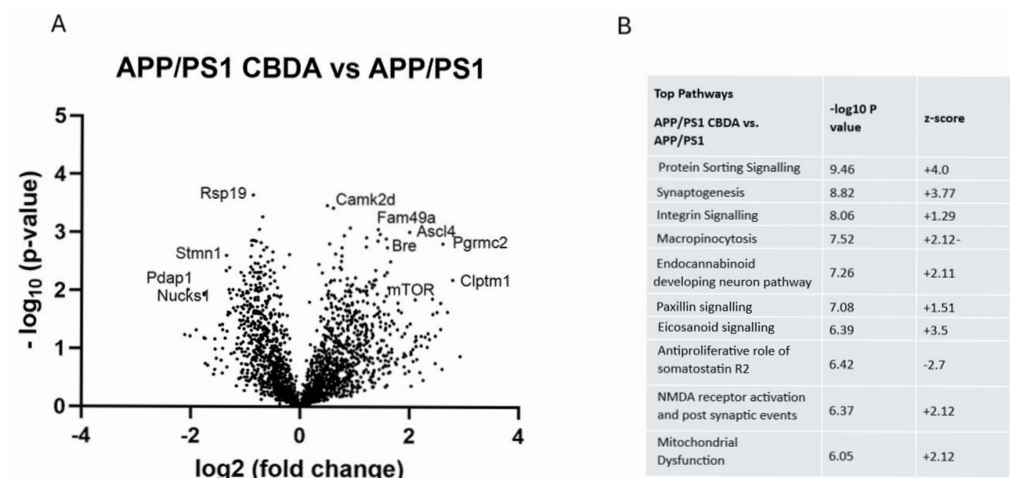 A
APP/PS1 CBDA vs APP/PS1
5
4
3
2
1
0
- log10 (p-value)
Rsp19
Camk2d
Fam49a
Ascl4
Bre
Pgrmc2
Stmn1
Clptm1
Pdap1
Nucks1
mTOR
-4
-2
0
2
4
log2 (fold change)
B
Top Pathways
APP/PS1 CBDA vs.
APP/PS1
-log10 P
value
z-score
Protein Sorting Signalling 9.46 +4.0
Synaptogenesis 8.82 +3.77
Integrin Signalling 8.06 +1.29
Macropinocytosis 7.52 +2.12-
Endocannabinoid
developing neuron pathway 7.26 +2.11
Paxillin signalling 7.08 +1.51
Eicosanoid signalling 6.39 +3.5
Antiproliferative role of
somatostatin R2 6.42 -2.7
NMDA receptor activation
and post synaptic events 6.37 +2.12
Mitochondrial
Dysfunction 6.05 +2.12